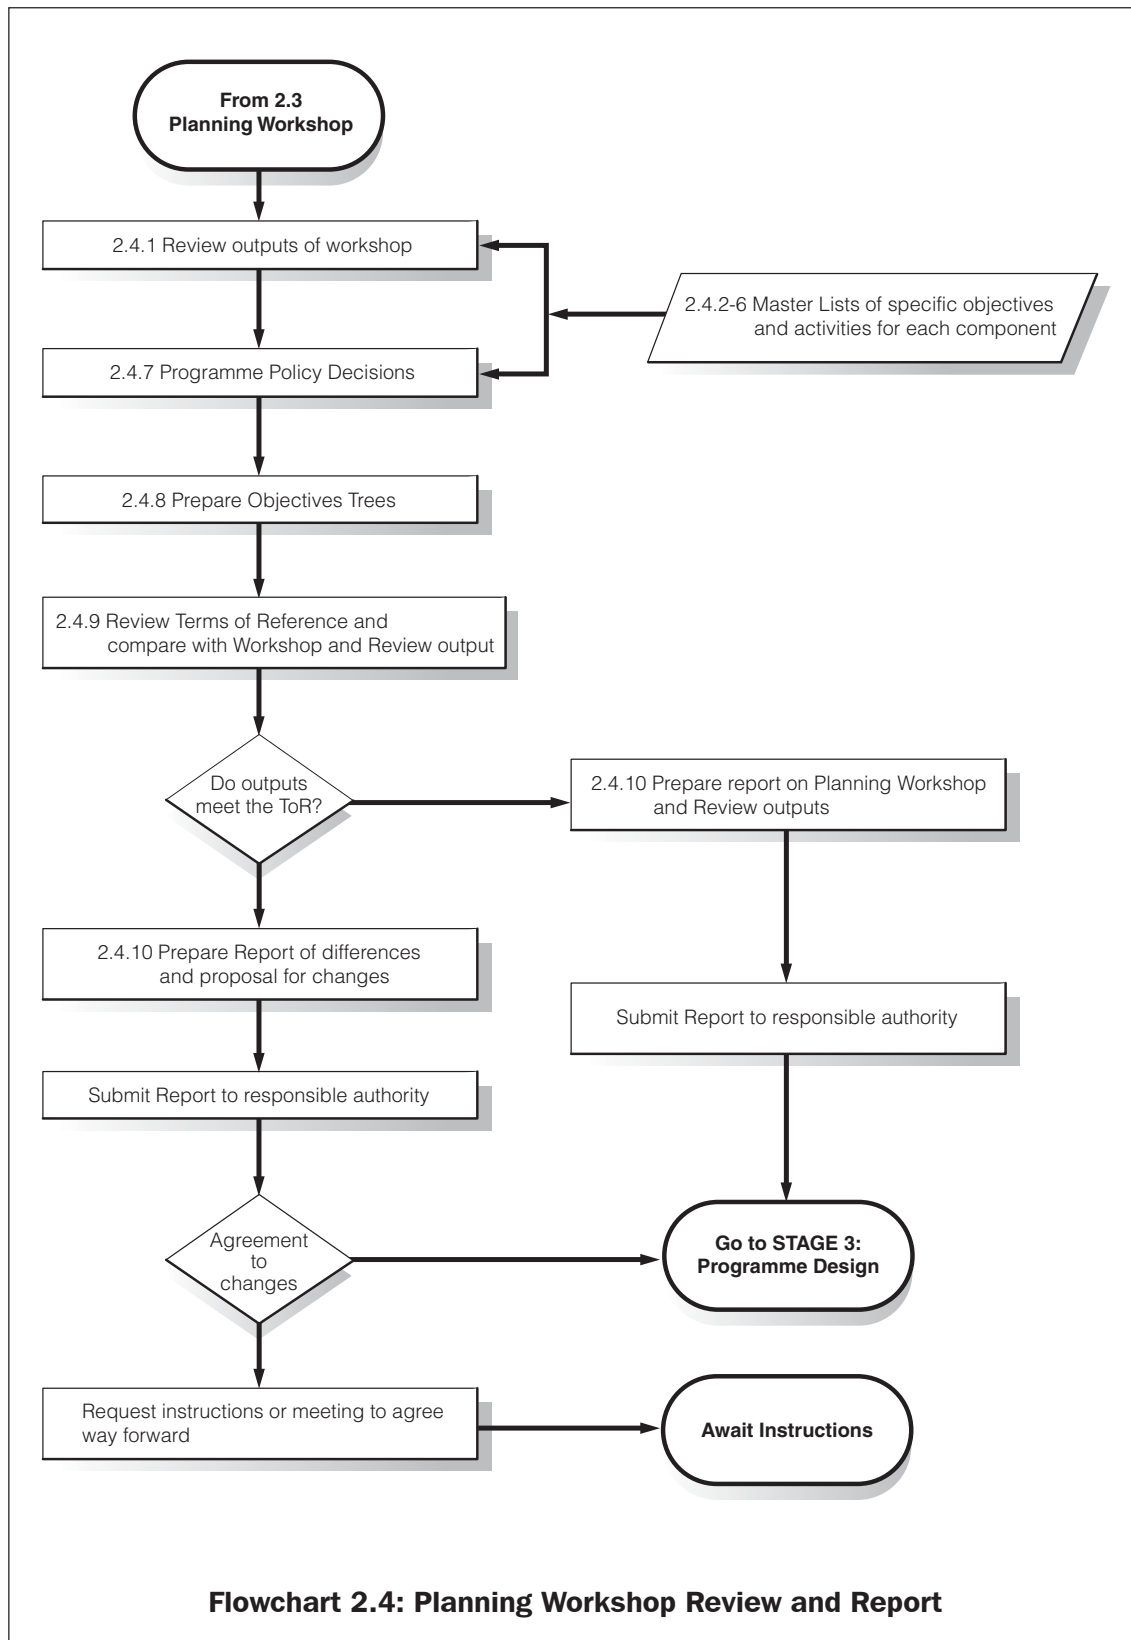 From 2.3
Planning Workshop
2.4.1 Review outputs of workshop
2.4.2-6 Master Lists of specific objectives
and activities for each component
2.4.7 Programme Policy Decisions
2.4.8 Prepare Objectives Trees
2.4.9 Review Terms of Reference and
compare with Workshop and Review output
Do outputs
meet the ToR?
2.4.10 Prepare report on Planning Workshop
and Review outputs
2.4.10 Prepare Report of differences
and proposal for changes
Submit Report to responsible authority
Submit Report to responsible authority
Agreement
to
changes
Go to STAGE 3:
Programme Design
Request instructions or meeting to agree
way forward
Await Instructions
Flowchart 2.4: Planning Workshop Review and Report